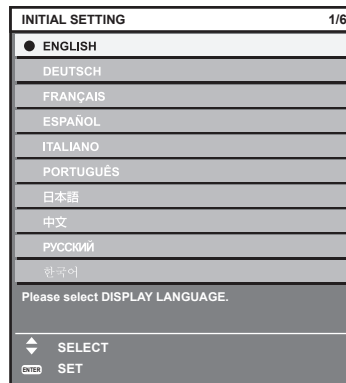 INITIAL SETTING 1/6
ENGLISH
DEUTSCH
FRANÇAIS
ESPAÑOL
ITALIANO
PORTUGUÊS
日本語
中文
РУССКИЙ
한국어
Please select DISPLAY LANGUAGE.
SELECT
ENTER SET